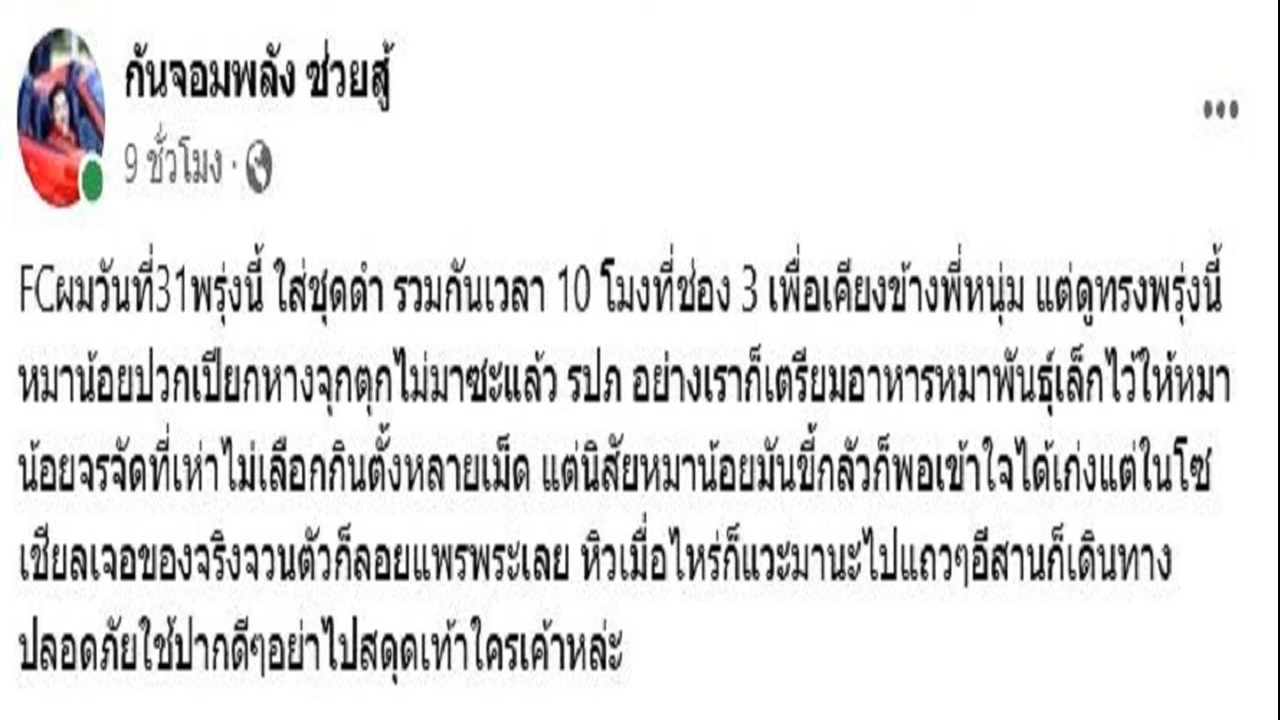 กันจอมพลัง ช่วยสู้
9 ชั่วโมง ·
FCผมวันที่31พรุ่งนี้ ใส่ชุดดำ รวมกันเวลา 10 โมงที่ช่อง 3 เพื่อเคียงข้างพี่หนุ่ม แต่ดูทรงพรุ่งนี้
หมาน้อยปวกเปียกหางจุกตุกไม่มาซะแล้ว รปภ อย่างเราก็เตรียมอาหารหมาพันธุ์เล็กไว้ให้หมา
น้อยจรจัดที่เห่าไม่เลือกกินตั้งหลายเม็ด แต่นิสัยหมาน้อยมันขี้กลัวก็พอเข้าใจได้เก่งแต่ในโซ
เชียลเจอของจริงจวนตัวก็ลอยแพรพระเลย หิวเมื่อไหร่ก็แวะมานะไปแถวๆอีสานก็เดินทาง
ปลอดภัยใช้ปากดีๆอย่าไปสดุดเท้าใครเค้าหล่ะ